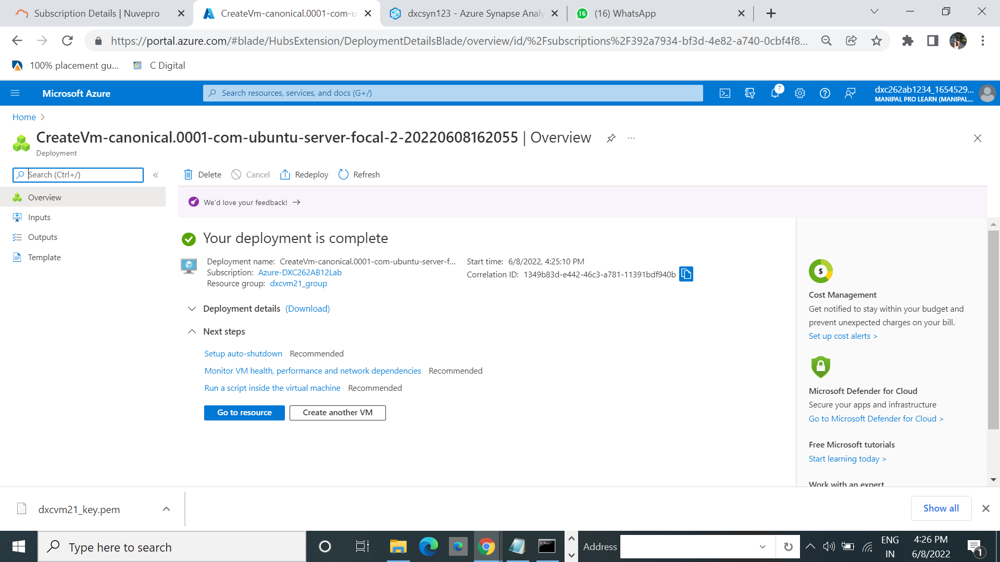 Subscription Details | Nuvepro
CreateVm-canonical.0001-com-u
dxcsyn123 - Azure Synapse Analy
16 (16) WhatsApp
https://portal.azure.com/#blade/HubsExtension/DeploymentDetailsBlade/overview/id/%2Fsubscriptions%2F392a7934-bf3d-4e82-a740-0cbf4f8...
100% placement gu...
C Digital
Microsoft Azure
Search resources, services, and docs (G+/)
7
dxc262ab1234_1654529...
MANIPAL PRO LEARN (MANIPAL...
Home >
CreateVm-canonical.0001-com-ubuntu-server-focal-2-20220608162055 | Overview ...
Deployment
Search (Ctrl+/) «
Delete Cancel Redeploy Refresh
Overview
Inputs
Outputs
Template
We'd love your feedback! →
Your deployment is complete
Deployment name: CreateVm-canonical.0001-com-ubuntu-server-f...
Subscription: Azure-DXC262AB12Lab
Resource group: dxcvm21_group
Start time: 6/8/2022, 4:25:10 PM
Correlation ID: 1349b83d-e442-46c3-a781-11391bdf940b
Deployment details (Download)
Next steps
Setup auto-shutdown Recommended
Monitor VM health, performance and network dependencies Recommended
Run a script inside the virtual machine Recommended
Go to resource
Create another VM
$
Cost Management
Get notified to stay within your budget and
prevent unexpected charges on your bill.
Set up cost alerts >
Microsoft Defender for Cloud
Secure your apps and infrastructure
Go to Microsoft Defender for Cloud >
Free Microsoft tutorials
Start learning today >
Work with an expert
dxcvm21_key.pem
Show all
Type here to search
Address
ENG
IN
4:26 PM
6/8/2022
1